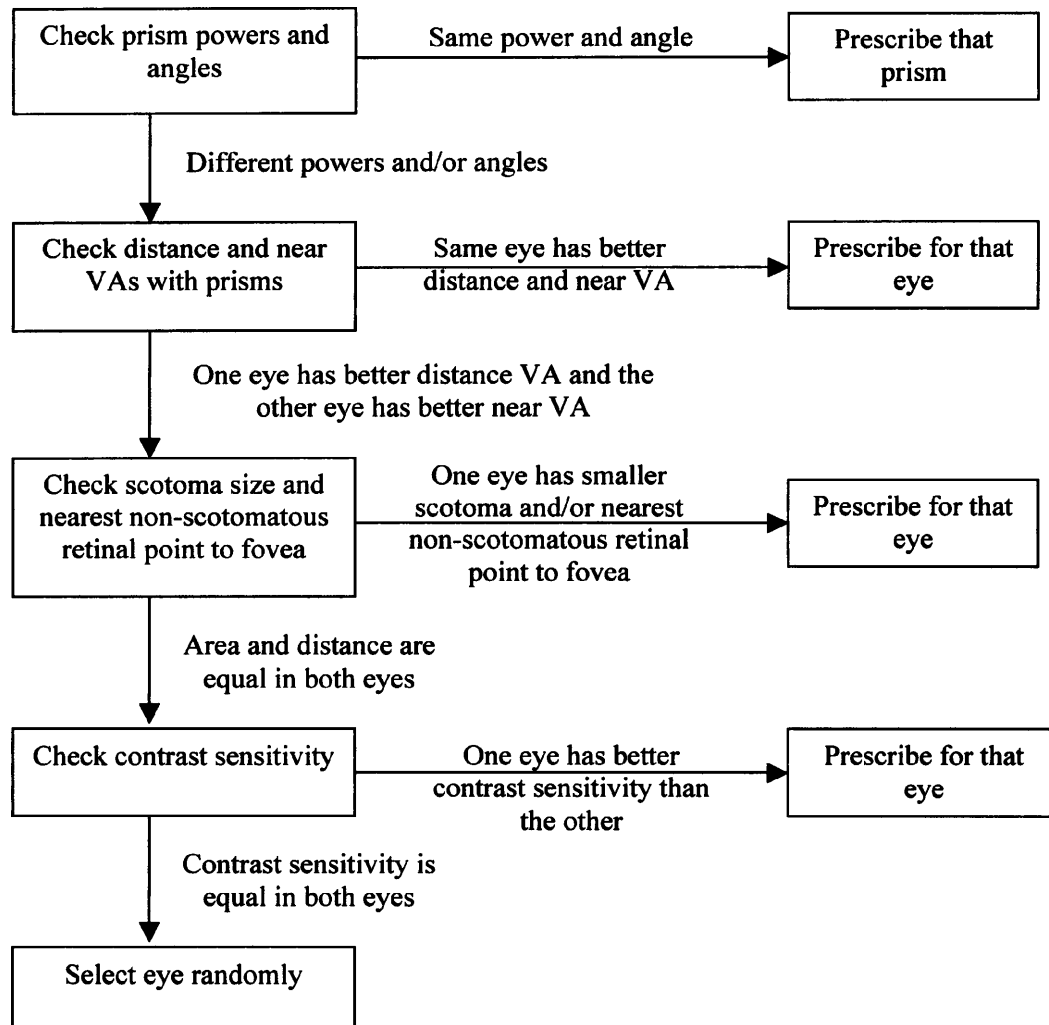 Check prism powers and
angles
Same power and angle
Prescribe that
prism
Different powers and/or angles
Check distance and near
VAs with prisms
Same eye has better
distance and near VA
Prescribe for that
eye
One eye has better distance VA and the
other eye has better near VA
Check scotoma size and
nearest non-scotomatous
retinal point to fovea
One eye has smaller
scotoma and/or nearest
non-scotomatous retinal
point to fovea
Prescribe for that
eye
Area and distance are
equal in both eyes
Check contrast sensitivity
One eye has better
contrast sensitivity than
the other
Prescribe for that
eye
Contrast sensitivity is
equal in both eyes
Select eye randomly